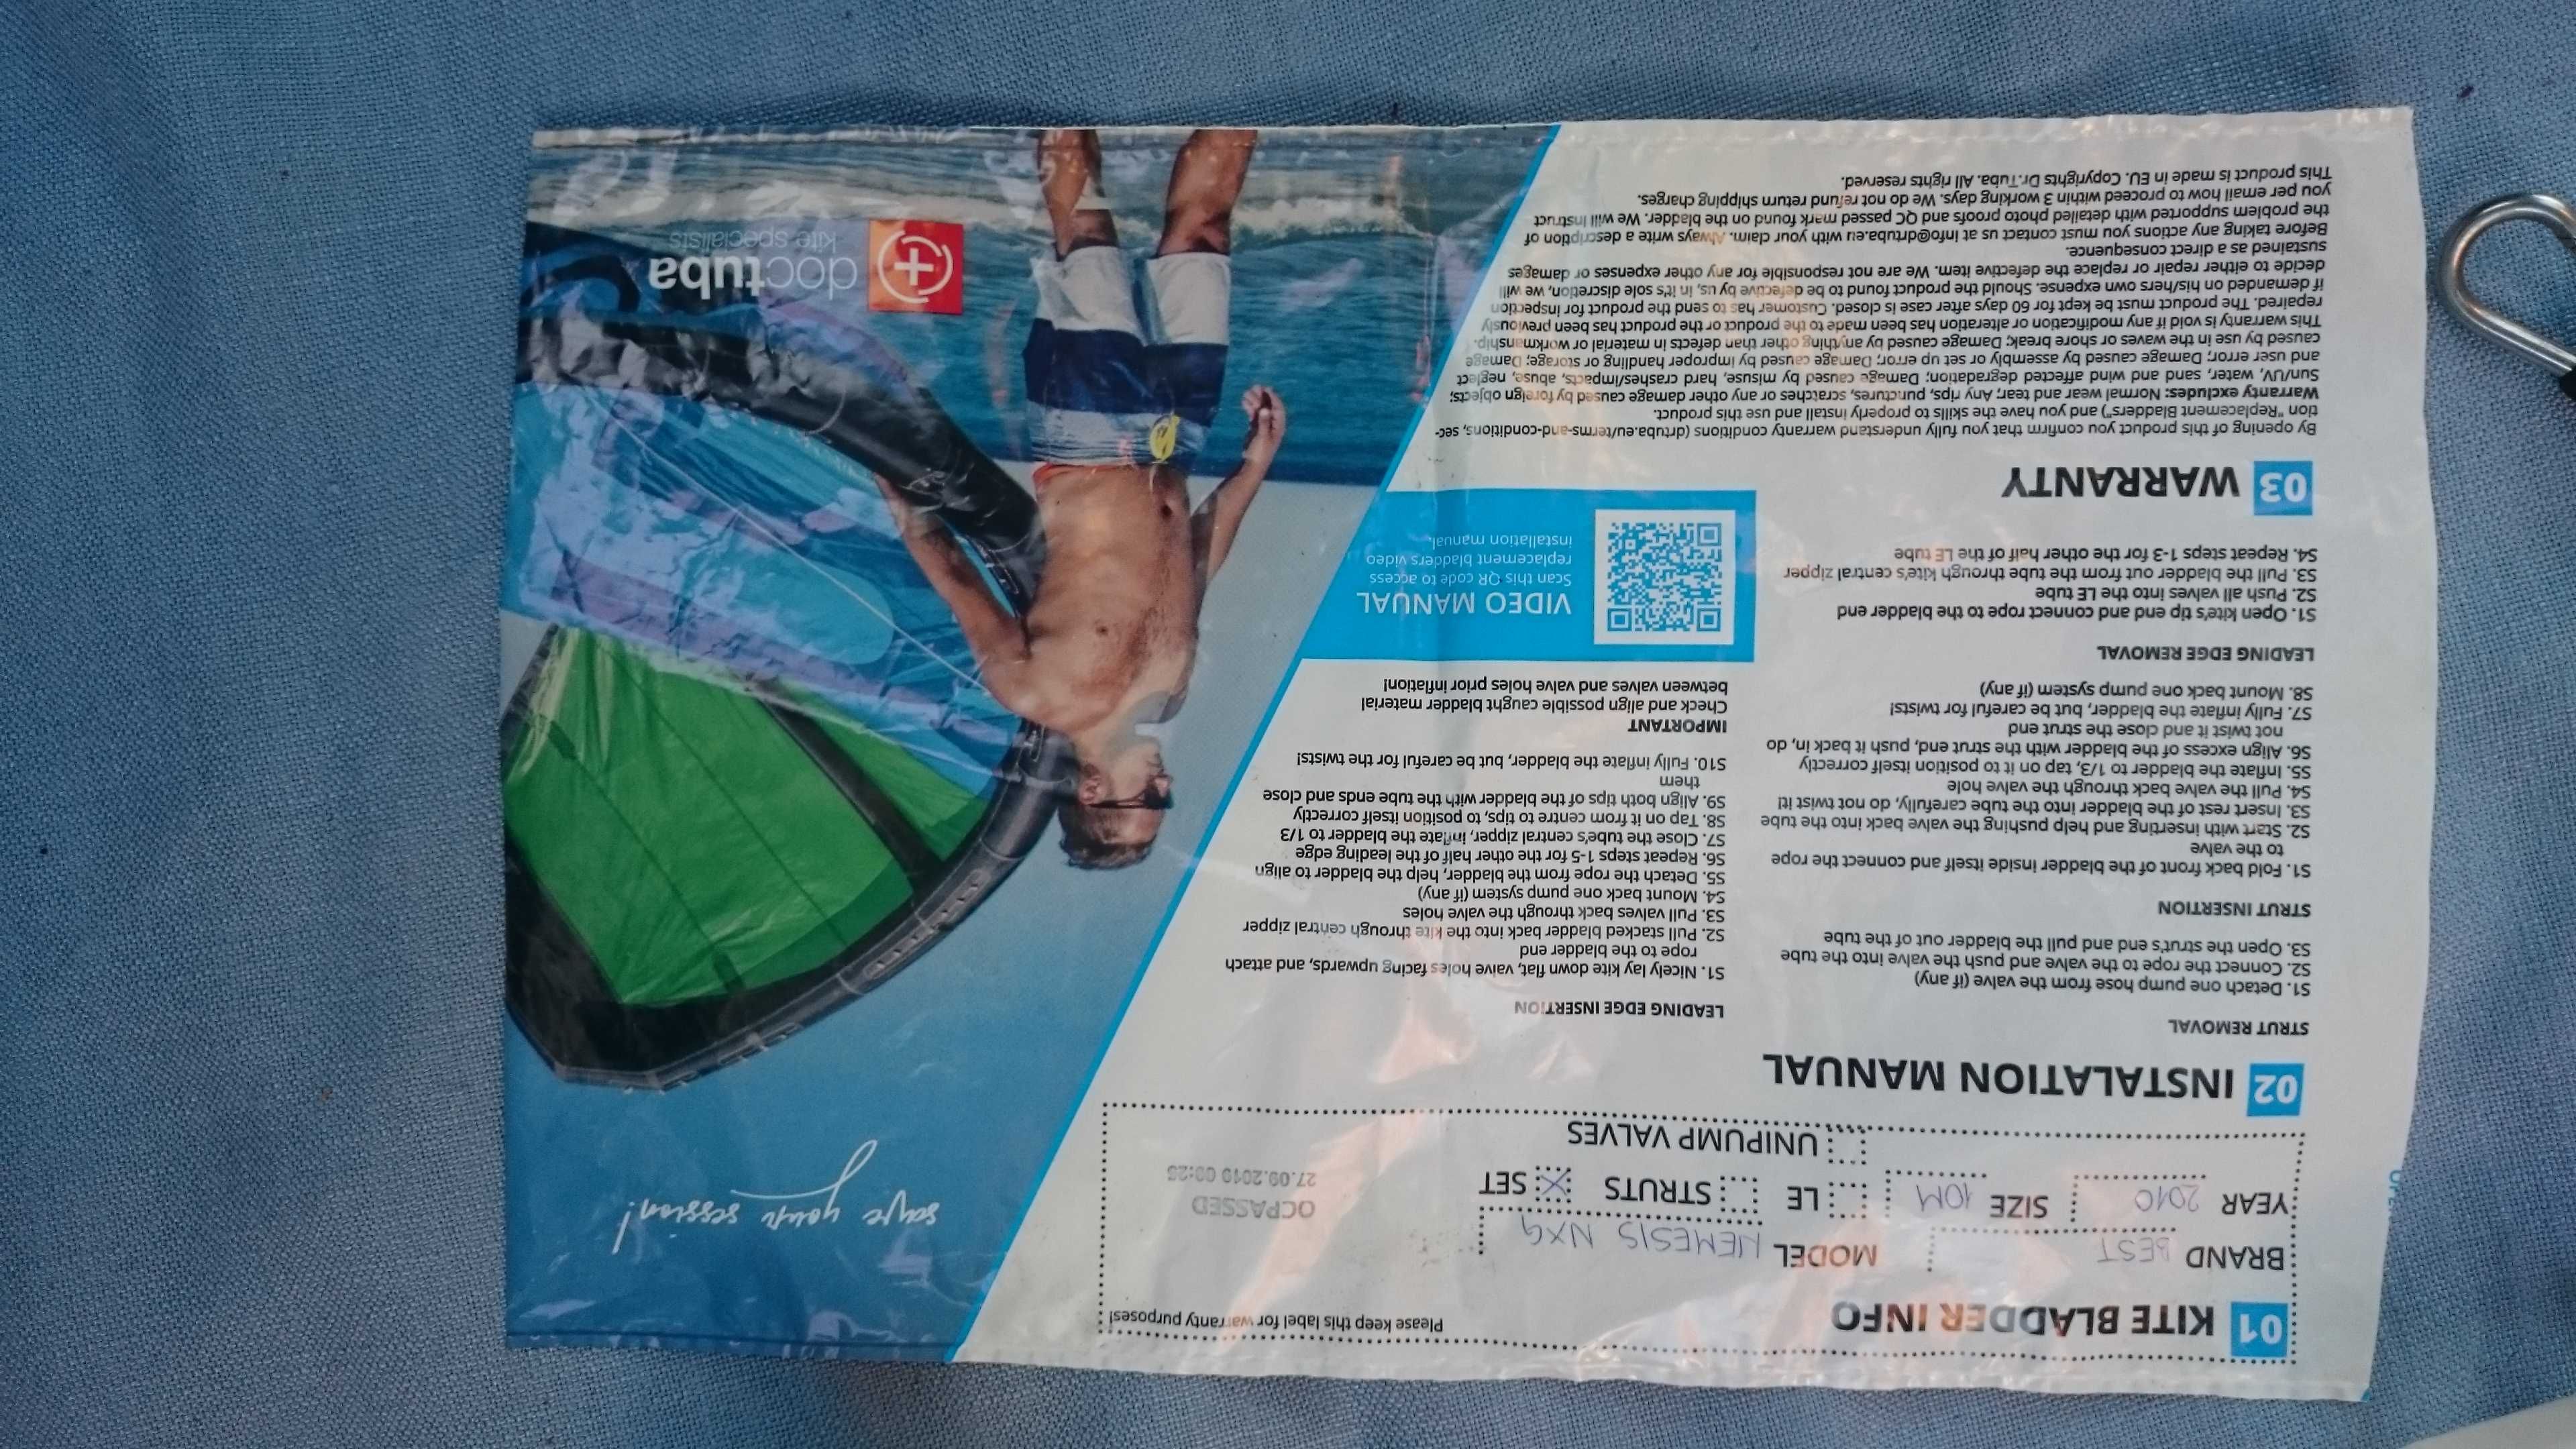 01 KITE BLADDER INFO
Please keep this label for warranty purposes!
BRAND BEST
MODEL NEMESIS NXG
YEAR 2010
SIZE 10M
LE
STRUTS
SET
UNIPUMP VALVES
QCPASSED
27.09.2019 09:23
02 INSTALATION MANUAL
STRUT REMOVAL
S1. Detach one pump hose from the valve (if any)
S2. Connect the rope to the valve and push the valve into the tube
S3. Open the strut's end and pull the bladder out of the tube
STRUT INSERTION
S1. Fold back front of the bladder inside itself and connect the rope
to the valve
S2. Start with inserting and help pushing the valve back into the tube
S3. Insert rest of the bladder into the tube carefully, do not twist it!
S4. Pull the valve back through the valve hole
S5. Inflate the bladder to 1/3, tap on it to position itself correctly
S6. Align excess of the bladder with the strut end, push it back in, do
not twist it and close the strut end
S7. Fully inflate the bladder, but be careful for twists!
S8. Mount back one pump system (if any)
LEADING EDGE REMOVAL
S1. Open kite's tip end and connect rope to the bladder end
S2. Push all valves into the LE tube
S3. Pull the bladder out from the tube through kite's central zipper
S4. Repeat steps 1-3 for the other half of the LE tube
LEADING EDGE INSERTION
S1. Nicely lay kite down flat, valve holes facing upwards, and attach
rope to the bladder end
S2. Pull stacked bladder back into the kite through central zipper
S3. Pull valves back through the valve holes
S4. Mount back one pump system (if any)
S5. Detach the rope from the bladder, help the bladder to align
S6. Repeat steps 1-5 for the other half of the leading edge
S7. Close the tube's central zipper, inflate the bladder to 1/3
S8. Tap on it from centre to tips, to position itself correctly
S9. Align both tips of the bladder with the tube ends and close
them
S10. Fully inflate the bladder, but be careful for the twists!
IMPORTANT
Check and align possible caught bladder material
between valves and valve holes prior inflation!
VIDEO MANUAL
Scan this QR code to access
replacement bladders video
installation manual.
03 WARRANTY
By opening of this product you confirm that you fully understand warranty conditions (drtuba.eu/terms-and-conditions, sec-
tion "Replacement Bladders") and you have the skills to properly install and use this product.
Warranty excludes: Normal wear and tear; Any rips, punctures, scratches or any other damage caused by foreign objects;
Sun/UV, water, sand and wind affected degradation; Damage caused by misuse, hard crashes/impacts, abuse, neglect
and user error; Damage caused by assembly or set up error; Damage caused by improper handling or storage; Damage
caused by use in the waves or shore break; Damage caused by anything other than defects in material or workmanship.
This warranty is void if any modification or alteration has been made to the product or the product has been previously
repaired. The product must be kept for 60 days after case is closed. Customer has to send the product for inspection
if demanded on his/hers own expense. Should the product found to be defective by us, in it's sole discretion, we will
decide to either repair or replace the defective item. We are not responsible for any other expenses or damages
sustained as a direct consequence.
Before taking any actions you must contact us at info@drtuba.eu with your claim. Always write a description of
the problem supported with detailed photo proofs and QC passed mark found on the bladder. We will instruct
you per email how to proceed within 3 working days. We do not refund return shipping charges.
This product is made in EU. Copyrights Dr.Tuba. All rights reserved.
save your session!
doctuba
kite specialists